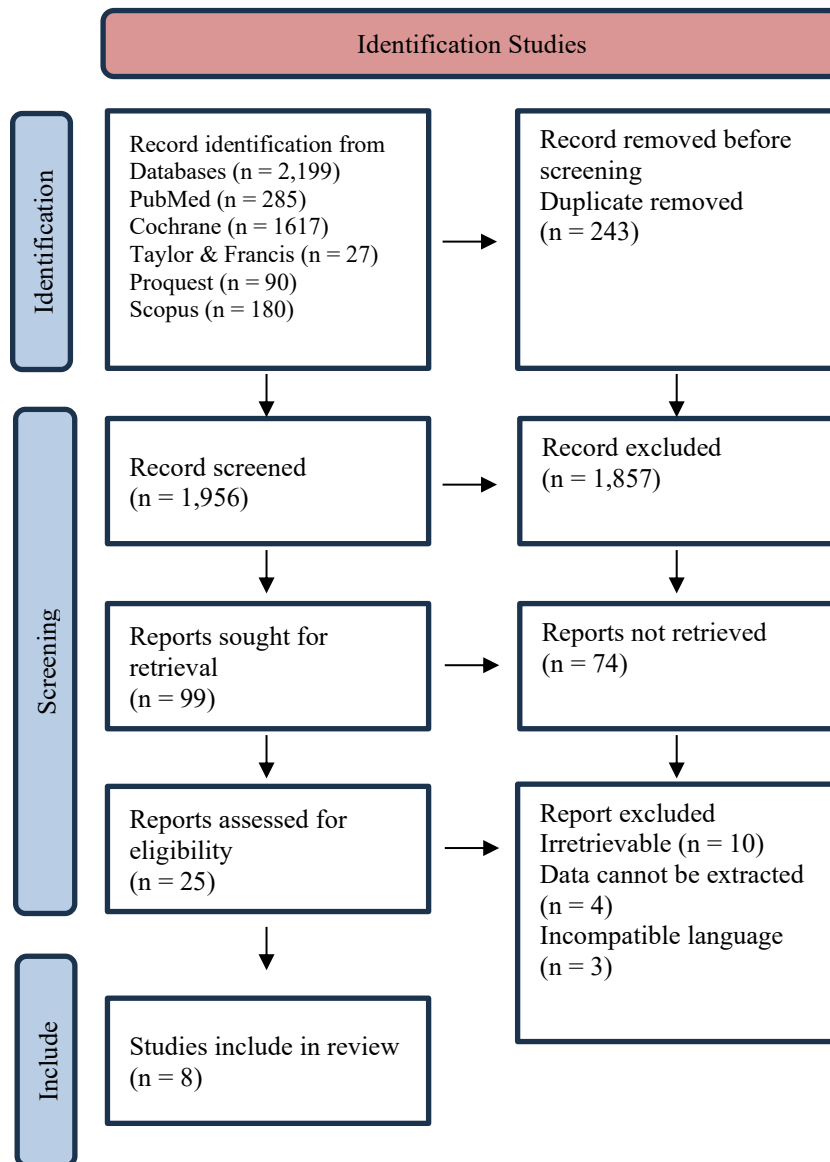 Identification Studies
Identification
Record identification from
Databases (n = 2,199)
PubMed (n = 285)
Cochrane (n = 1617)
Taylor & Francis (n = 27)
Proquest (n = 90)
Scopus (n = 180)
Record removed before
screening
Duplicate removed
(n = 243)
Screening
Record screened
(n = 1,956)
Record excluded
(n = 1,857)
Reports sought for
retrieval
(n = 99)
Reports not retrieved
(n = 74)
Reports assessed for
eligibility
(n = 25)
Report excluded
Irretrievable (n = 10)
Data cannot be extracted
(n = 4)
Incompatible language
(n = 3)
Include
Studies include in review
(n = 8)